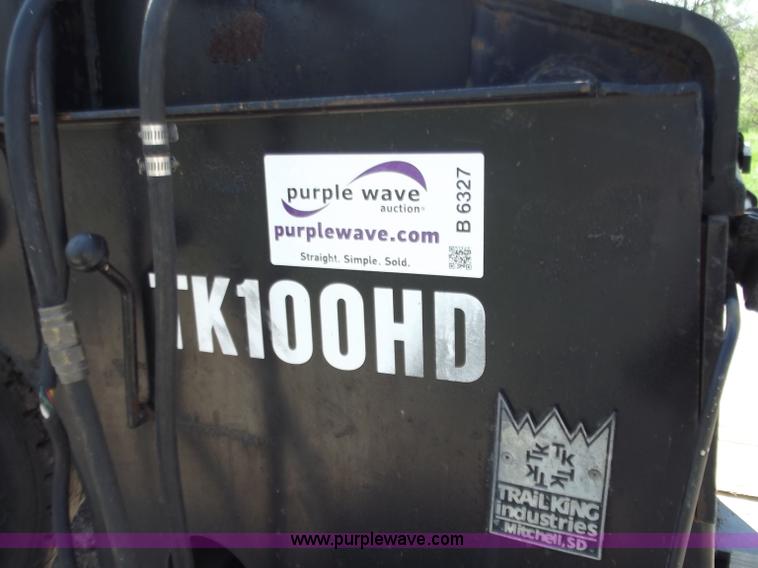 purple wave
auction®
purplewave.com
Straight. Simple. Sold.
B 6327
TK100HD
TK
TK
TK
TK
TRAIL KING
industries
Mitchell, SD
www.purplewave.com